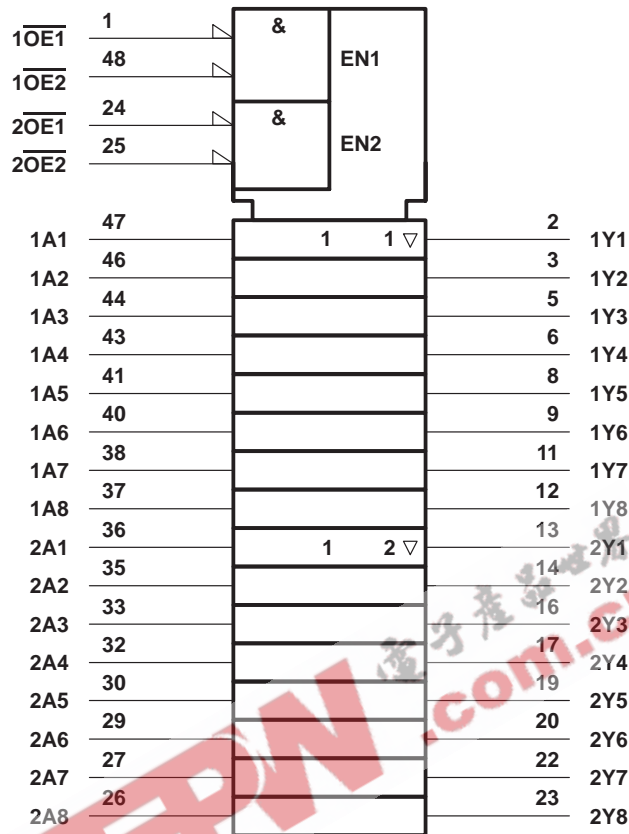 1OE1 1 & EN1
1OE2 48
2OE1 24 & EN2
2OE2 25
1A1 47 1 1 ▽ 2 1Y1
1A2 46 3 1Y2
1A3 44 5 1Y3
1A4 43 6 1Y4
1A5 41 8 1Y5
1A6 40 9 1Y6
1A7 38 11 1Y7
1A8 37 12 1Y8
2A1 36 1 2 ▽ 13 2Y1
2A2 35 14 2Y2
2A3 33 16 2Y3
2A4 32 17 2Y4
2A5 30 19 2Y5
2A6 29 20 2Y6
2A7 27 22 2Y7
2A8 26 23 2Y8
電子產品世界
.com.c
EPW